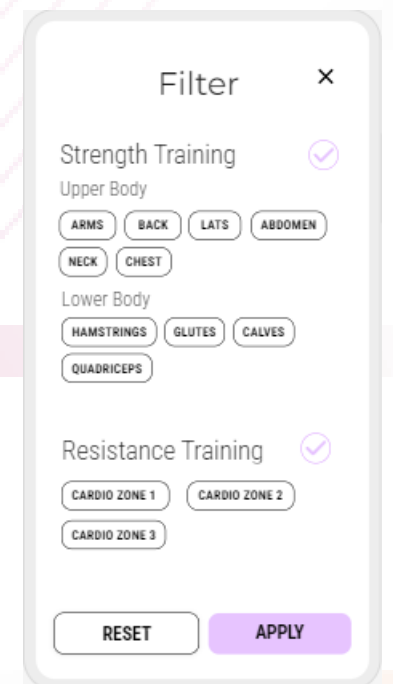 Filter
Strength Training
Upper Body
ARMS BACK LATS ABDOMEN
NECK CHEST
Lower Body
HAMSTRINGS GLUTES CALVES
QUADRICEPS
Resistance Training
CARDIO ZONE 1 CARDIO ZONE 2
CARDIO ZONE 3
RESET APPLY